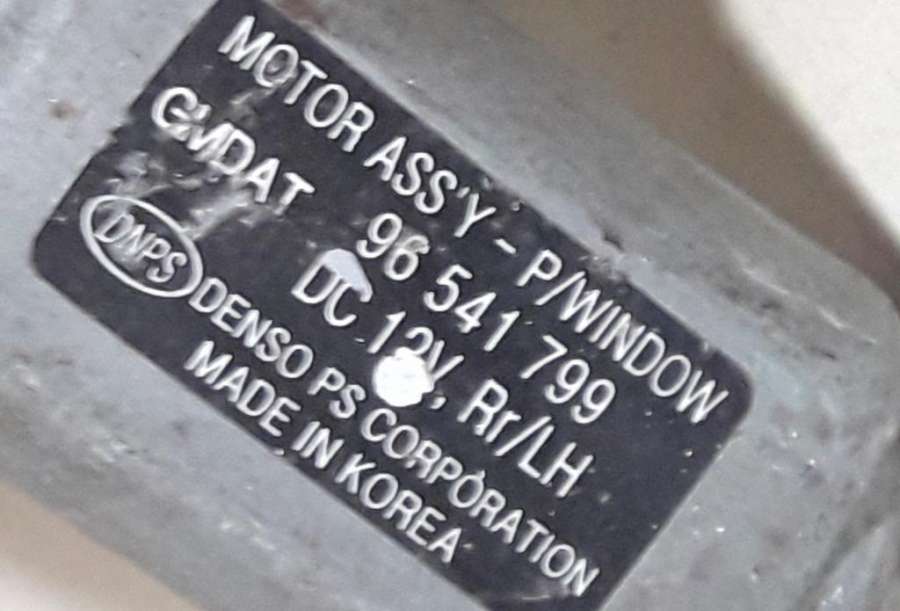 MOTOR ASS'Y - P/WINDOW
GMDAT 96 541 799
DC 12V, Rr/LH
DNPS DENSO PS CORPORATION
MADE IN KOREA